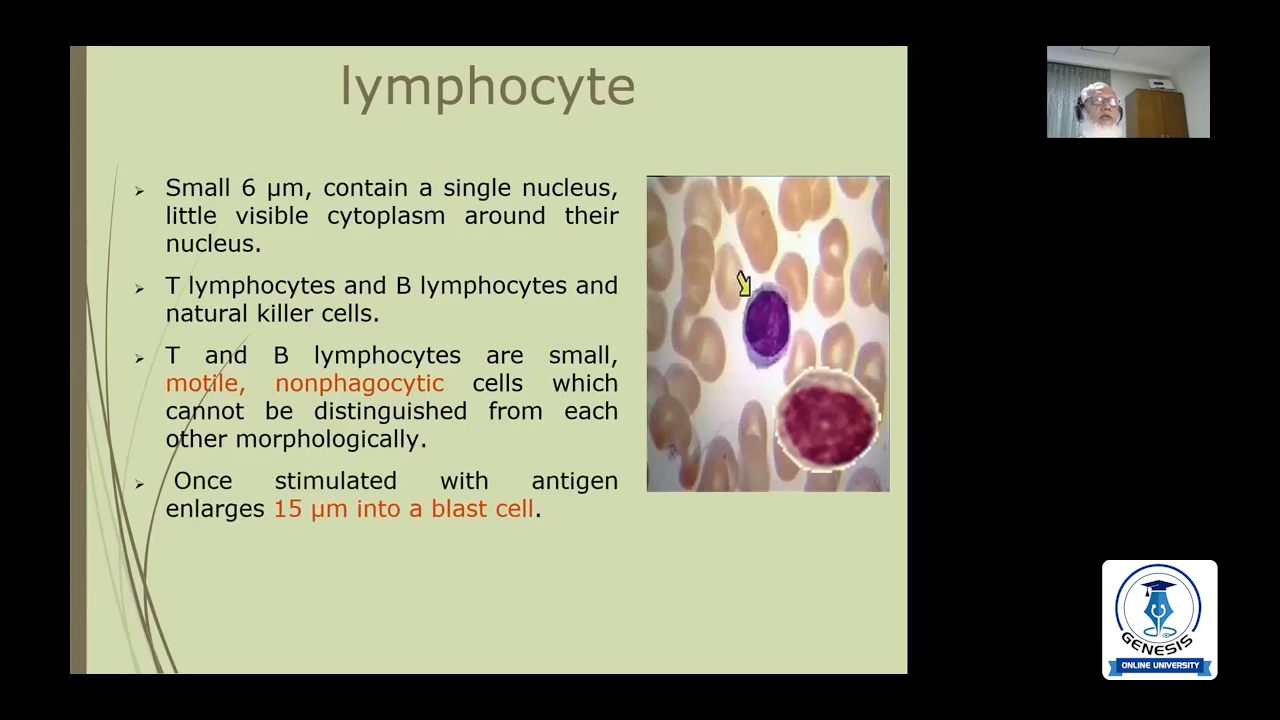 lymphocyte
➢ Small 6 µm, contain a single nucleus,
little visible cytoplasm around their
nucleus.
➢ T lymphocytes and B lymphocytes and
natural killer cells.
➢ T and B lymphocytes are small,
motile, nonphagocytic cells which
cannot be distinguished from each
other morphologically.
➢ Once stimulated with antigen
enlarges 15 µm into a blast cell.
GENESIS
ONLINE UNIVERSITY